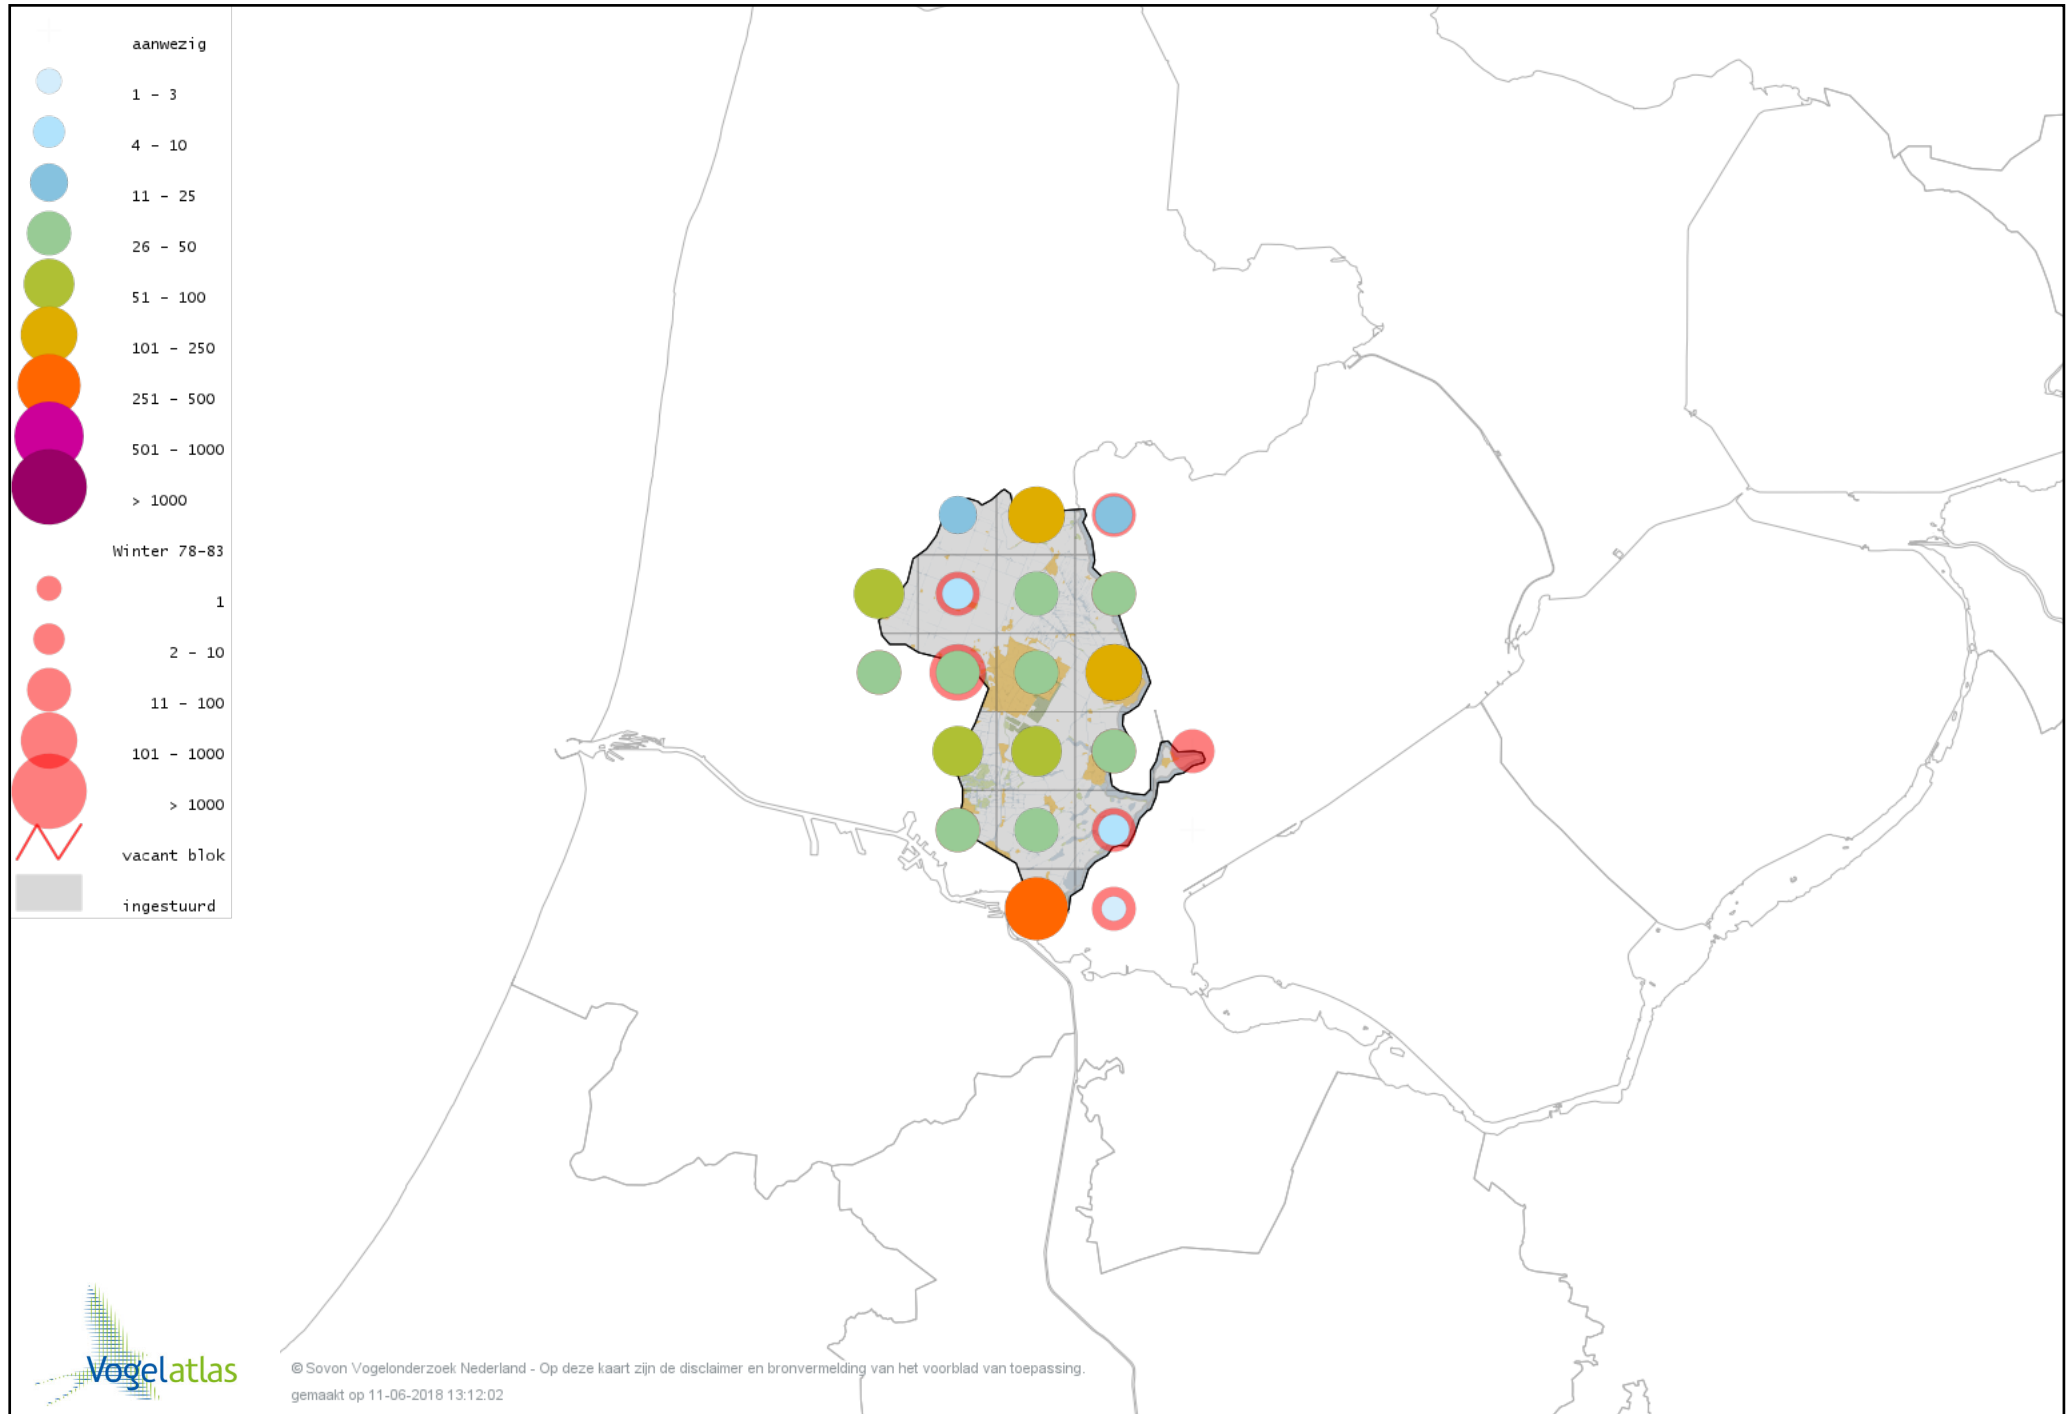 aanwezig
1 - 3
4 - 10
11 - 25
26 - 50
51 - 100
101 - 250
251 - 500
501 - 1000
> 1000
Winter 78-83
1
2 - 10
11 - 100
101 - 1000
> 1000
vacant blok
ingestuurd
Vogelatlas
© Sovon Vogelonderzoek Nederland - Op deze kaart zijn de disclaimer en bronvermelding van het voorblad van toepassing.
gemaakt op 11-06-2018 13:12:02